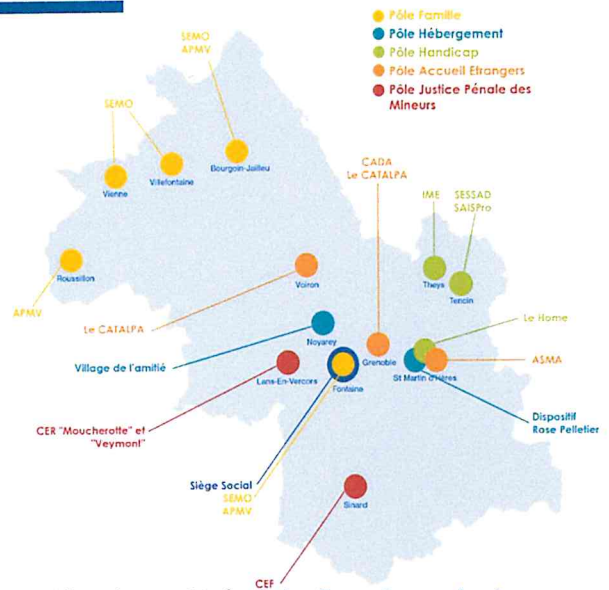 Pôle Famille
Pôle Hébergement
Pôle Handicap
Pôle Accueil Etrangers
Pôle Justice Pénale des
Mineurs
SEMO
APMV
SEMO
Bourgoin-Jailleu
Villefontaine
Vienne
CADA
Le CATALPA
IME
SESSAD
SAISPro
Roussillon
Voiron
Theys
Tencin
APMV
Le CATALPA
Le Home
Noyarey
Village de l'amitié
Grenoble
ASMA
Lans-En-Vercors
Fontaine
St Martin d'Hères
CER "Moucherotte" et
"Veymont"
Dispositif
Rose Pelletier
Siège Social
SEMO
APMV
Sinard
CEF